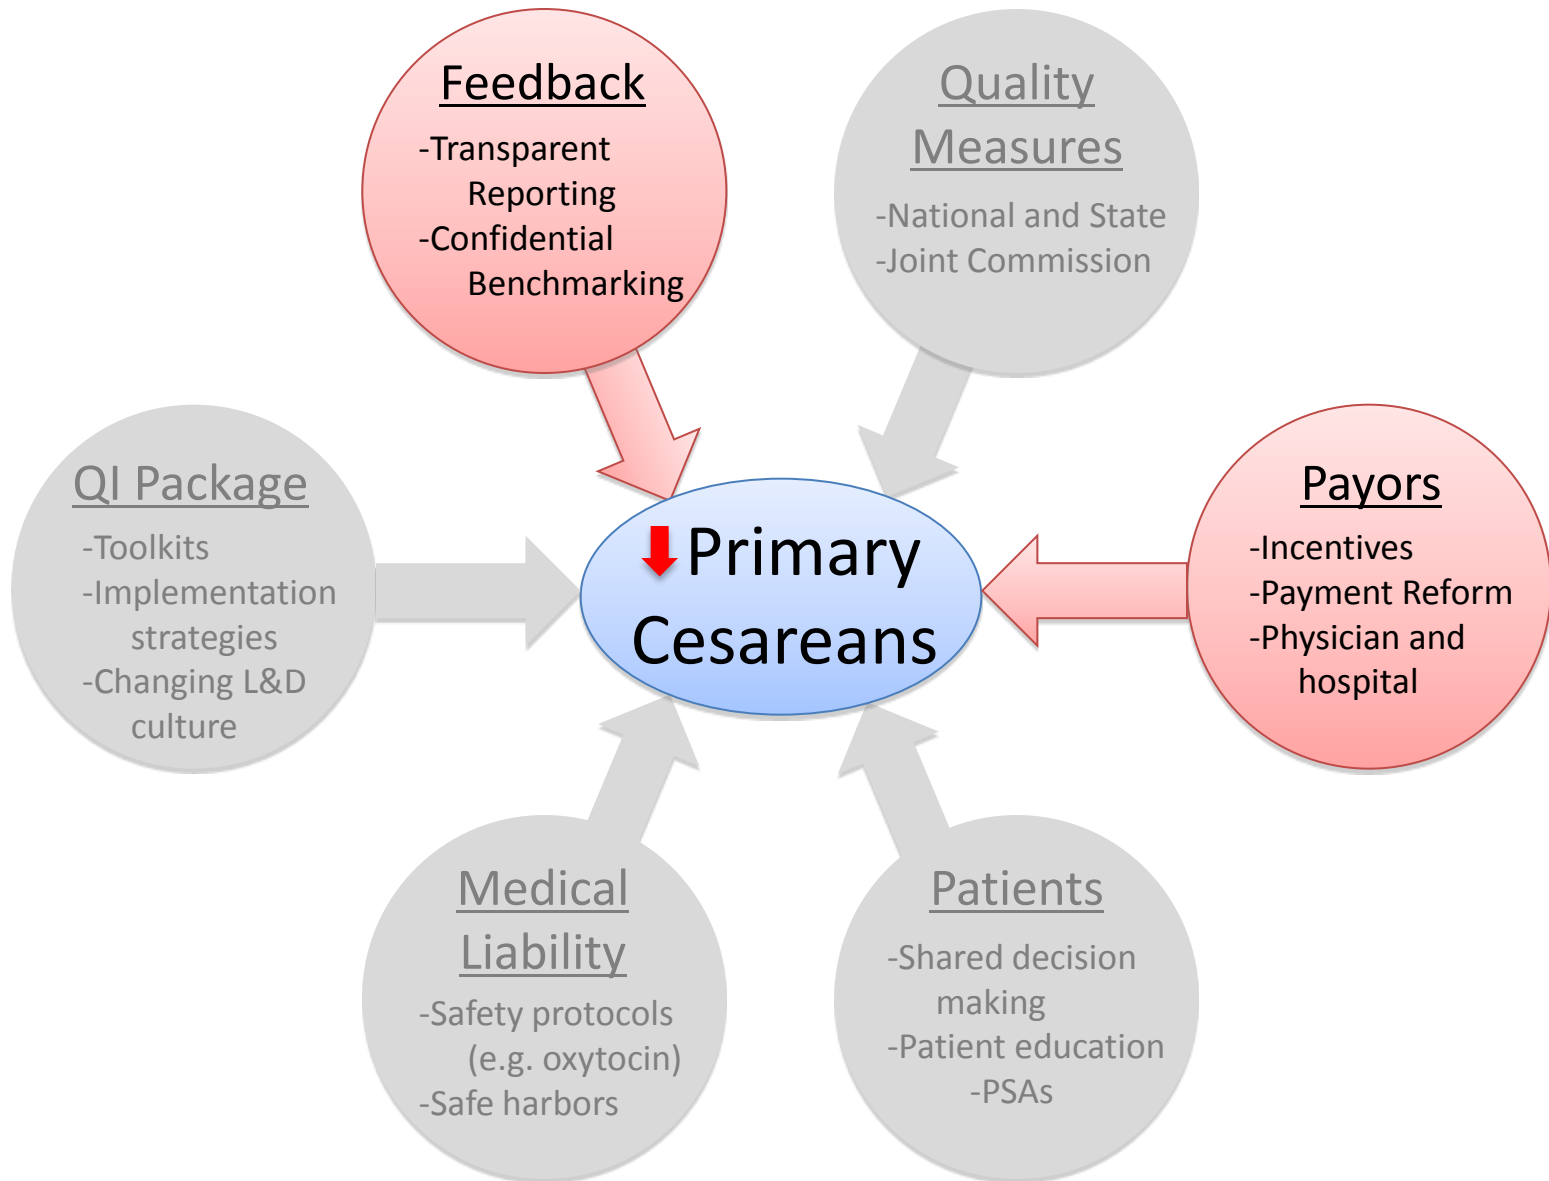 Feedback
-Transparent
Reporting
-Confidential
Benchmarking
Quality
Measures
-National and State
-Joint Commission
QI Package
-Toolkits
-Implementation
strategies
-Changing L&D
culture
Primary
Cesareans
Payors
-Incentives
-Payment Reform
-Physician and
hospital
Medical
Liability
-Safety protocols
(e.g. oxytocin)
-Safe harbors
Patients
-Shared decision
making
-Patient education
-PSAs